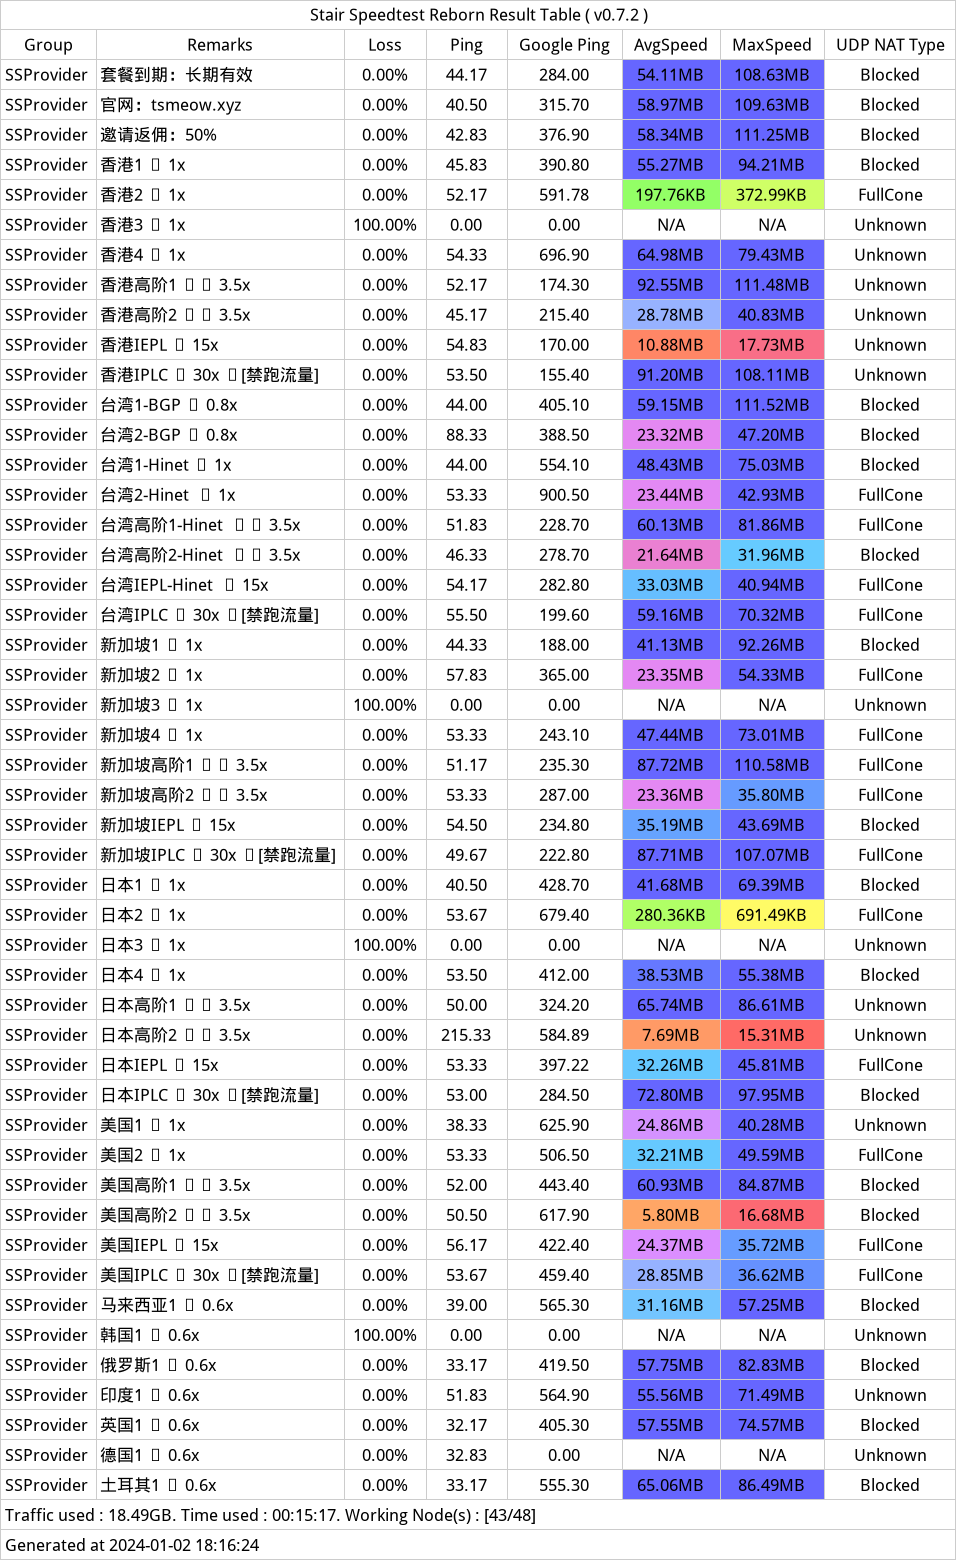 Stair Speedtest Reborn Result Table ( v0.7.2 )
Group Remarks Loss Ping Google Ping AvgSpeed MaxSpeed UDP NAT Type
SSProvider 套餐到期：长期有效 0.00% 44.17 284.00 54.11MB 108.63MB Blocked
SSProvider 官网：tsmeow.xyz 0.00% 40.50 315.70 58.97MB 109.63MB Blocked
SSProvider 邀请返佣：50% 0.00% 42.83 376.90 58.34MB 111.25MB Blocked
SSProvider 香港1 ▯ 1x 0.00% 45.83 390.80 55.27MB 94.21MB Blocked
SSProvider 香港2 ▯ 1x 0.00% 52.17 591.78 197.76KB 372.99KB FullCone
SSProvider 香港3 ▯ 1x 100.00% 0.00 0.00 N/A N/A Unknown
SSProvider 香港4 ▯ 1x 0.00% 54.33 696.90 64.98MB 79.43MB Unknown
SSProvider 香港高阶1 ▯ ▯ 3.5x 0.00% 52.17 174.30 92.55MB 111.48MB Unknown
SSProvider 香港高阶2 ▯ ▯ 3.5x 0.00% 45.17 215.40 28.78MB 40.83MB Unknown
SSProvider 香港IEPL ▯ 15x 0.00% 54.83 170.00 10.88MB 17.73MB Unknown
SSProvider 香港IPLC ▯ 30x ▯[禁跑流量] 0.00% 53.50 155.40 91.20MB 108.11MB Unknown
SSProvider 台湾1-BGP ▯ 0.8x 0.00% 44.00 405.10 59.15MB 111.52MB Blocked
SSProvider 台湾2-BGP ▯ 0.8x 0.00% 88.33 388.50 23.32MB 47.20MB Blocked
SSProvider 台湾1-Hinet ▯ 1x 0.00% 44.00 554.10 48.43MB 75.03MB Blocked
SSProvider 台湾2-Hinet ▯ 1x 0.00% 53.33 900.50 23.44MB 42.93MB FullCone
SSProvider 台湾高阶1-Hinet ▯ ▯ 3.5x 0.00% 51.83 228.70 60.13MB 81.86MB FullCone
SSProvider 台湾高阶2-Hinet ▯ ▯ 3.5x 0.00% 46.33 278.70 21.64MB 31.96MB Blocked
SSProvider 台湾IEPL-Hinet ▯ 15x 0.00% 54.17 282.80 33.03MB 40.94MB FullCone
SSProvider 台湾IPLC ▯ 30x ▯[禁跑流量] 0.00% 55.50 199.60 59.16MB 70.32MB FullCone
SSProvider 新加坡1 ▯ 1x 0.00% 44.33 188.00 41.13MB 92.26MB Blocked
SSProvider 新加坡2 ▯ 1x 0.00% 57.83 365.00 23.35MB 54.33MB FullCone
SSProvider 新加坡3 ▯ 1x 100.00% 0.00 0.00 N/A N/A Unknown
SSProvider 新加坡4 ▯ 1x 0.00% 53.33 243.10 47.44MB 73.01MB FullCone
SSProvider 新加坡高阶1 ▯ ▯ 3.5x 0.00% 51.17 235.30 87.72MB 110.58MB FullCone
SSProvider 新加坡高阶2 ▯ ▯ 3.5x 0.00% 53.33 287.00 23.36MB 35.80MB FullCone
SSProvider 新加坡IEPL ▯ 15x 0.00% 54.50 234.80 35.19MB 43.69MB Blocked
SSProvider 新加坡IPLC ▯ 30x ▯[禁跑流量] 0.00% 49.67 222.80 87.71MB 107.07MB FullCone
SSProvider 日本1 ▯ 1x 0.00% 40.50 428.70 41.68MB 69.39MB Blocked
SSProvider 日本2 ▯ 1x 0.00% 53.67 679.40 280.36KB 691.49KB FullCone
SSProvider 日本3 ▯ 1x 100.00% 0.00 0.00 N/A N/A Unknown
SSProvider 日本4 ▯ 1x 0.00% 53.50 412.00 38.53MB 55.38MB Blocked
SSProvider 日本高阶1 ▯ ▯ 3.5x 0.00% 50.00 324.20 65.74MB 86.61MB Unknown
SSProvider 日本高阶2 ▯ ▯ 3.5x 0.00% 215.33 584.89 7.69MB 15.31MB Unknown
SSProvider 日本IEPL ▯ 15x 0.00% 53.33 397.22 32.26MB 45.81MB FullCone
SSProvider 日本IPLC ▯ 30x ▯[禁跑流量] 0.00% 53.00 284.50 72.80MB 97.95MB Blocked
SSProvider 美国1 ▯ 1x 0.00% 38.33 625.90 24.86MB 40.28MB Unknown
SSProvider 美国2 ▯ 1x 0.00% 53.33 506.50 32.21MB 49.59MB FullCone
SSProvider 美国高阶1 ▯ ▯ 3.5x 0.00% 52.00 443.40 60.93MB 84.87MB Blocked
SSProvider 美国高阶2 ▯ ▯ 3.5x 0.00% 50.50 617.90 5.80MB 16.68MB Blocked
SSProvider 美国IEPL ▯ 15x 0.00% 56.17 422.40 24.37MB 35.72MB FullCone
SSProvider 美国IPLC ▯ 30x ▯[禁跑流量] 0.00% 53.67 459.40 28.85MB 36.62MB FullCone
SSProvider 马来西亚1 ▯ 0.6x 0.00% 39.00 565.30 31.16MB 57.25MB Blocked
SSProvider 韩国1 ▯ 0.6x 100.00% 0.00 0.00 N/A N/A Unknown
SSProvider 俄罗斯1 ▯ 0.6x 0.00% 33.17 419.50 57.75MB 82.83MB Blocked
SSProvider 印度1 ▯ 0.6x 0.00% 51.83 564.90 55.56MB 71.49MB Unknown
SSProvider 英国1 ▯ 0.6x 0.00% 32.17 405.30 57.55MB 74.57MB Blocked
SSProvider 德国1 ▯ 0.6x 0.00% 32.83 0.00 N/A N/A Unknown
SSProvider 土耳其1 ▯ 0.6x 0.00% 33.17 555.30 65.06MB 86.49MB Blocked
Traffic used : 18.49GB. Time used : 00:15:17. Working Node(s) : [43/48]
Generated at 2024-01-02 18:16:24